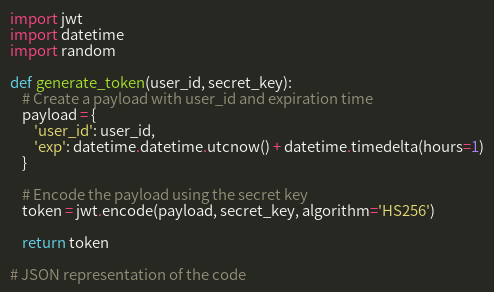 import jwt
import datetime
import random
def generate_token(user_id, secret_key):
# Create a payload with user_id and expiration time
payload = {
'user_id': user_id,
'exp': datetime.datetime.utcnow() + datetime.timedelta(hours=1)
}
# Encode the payload using the secret key
token = jwt.encode(payload, secret_key, algorithm='HS256')
return token
# JSON representation of the code